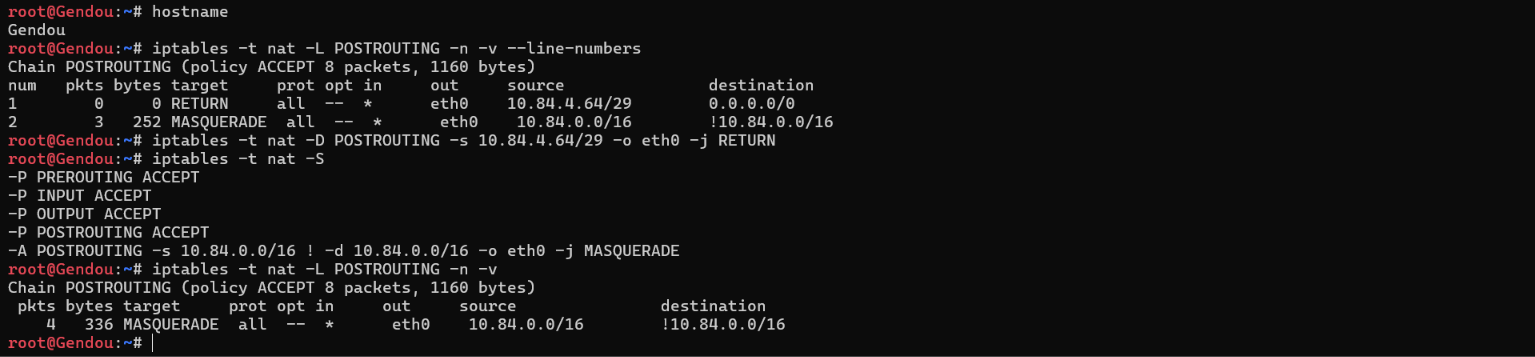 root@Gendou:~# hostname
Gendou
root@Gendou:~# iptables -t nat -L POSTROUTING -n -v --line-numbers
Chain POSTROUTING (policy ACCEPT 8 packets, 1160 bytes)
num   pkts bytes target     prot opt in     out     source               destination
1        0     0 RETURN     all  --  *      eth0    10.84.4.64/29        0.0.0.0/0
2        3   252 MASQUERADE  all  --  *      eth0    10.84.0.0/16        !10.84.0.0/16
root@Gendou:~# iptables -t nat -D POSTROUTING -s 10.84.4.64/29 -o eth0 -j RETURN
root@Gendou:~# iptables -t nat -S
-P PREROUTING ACCEPT
-P INPUT ACCEPT
-P OUTPUT ACCEPT
-P POSTROUTING ACCEPT
-A POSTROUTING -s 10.84.0.0/16 ! -d 10.84.0.0/16 -o eth0 -j MASQUERADE
root@Gendou:~# iptables -t nat -L POSTROUTING -n -v
Chain POSTROUTING (policy ACCEPT 8 packets, 1160 bytes)
 pkts bytes target     prot opt in     out     source               destination
    4   336 MASQUERADE  all  --  *      eth0    10.84.0.0/16        !10.84.0.0/16
root@Gendou:~#